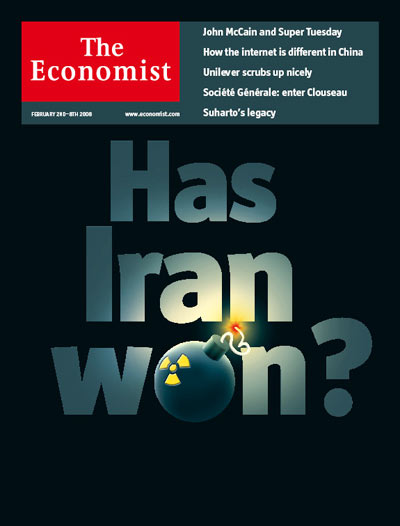 The
Economist
FEBRUARY 2ND–8TH 2008
www.economist.com
John McCain and Super Tuesday
How the internet is different in China
Unilever scrubs up nicely
Société Générale: enter Clouseau
Suharto's legacy
Has
Iran
won?